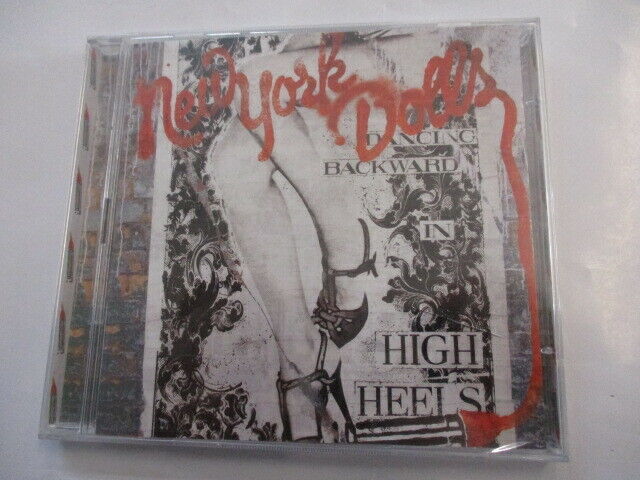 New York Dolls
DANCING
BACKWARD
IN
HIGH
HEELS